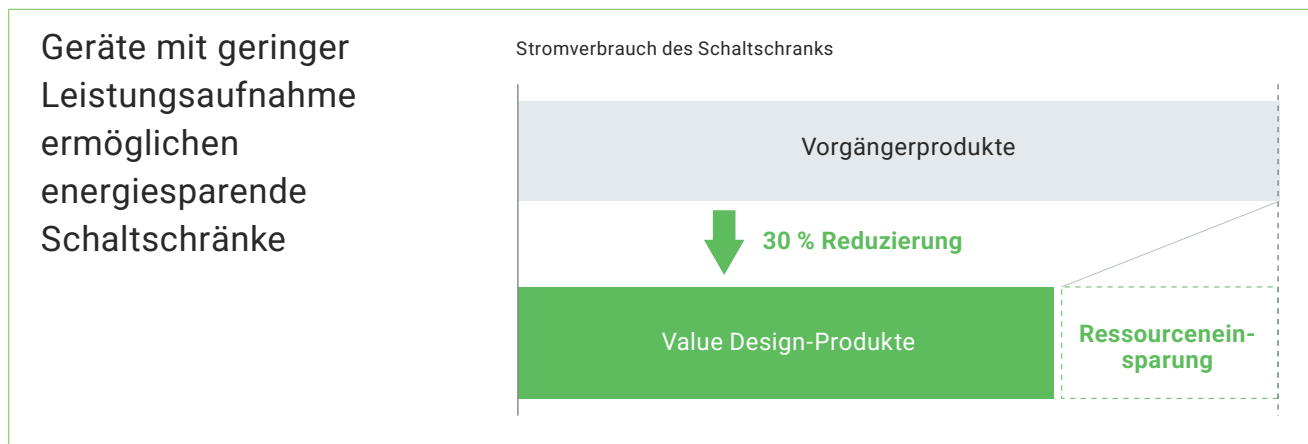 Geräte mit geringer
Leistungsaufnahme
ermöglichen
energiesparende
Schaltschränke
Stromverbrauch des Schaltschranks
Vorgängerprodukte
30 % Reduzierung
Value Design-Produkte
Ressourcenein-
sparung